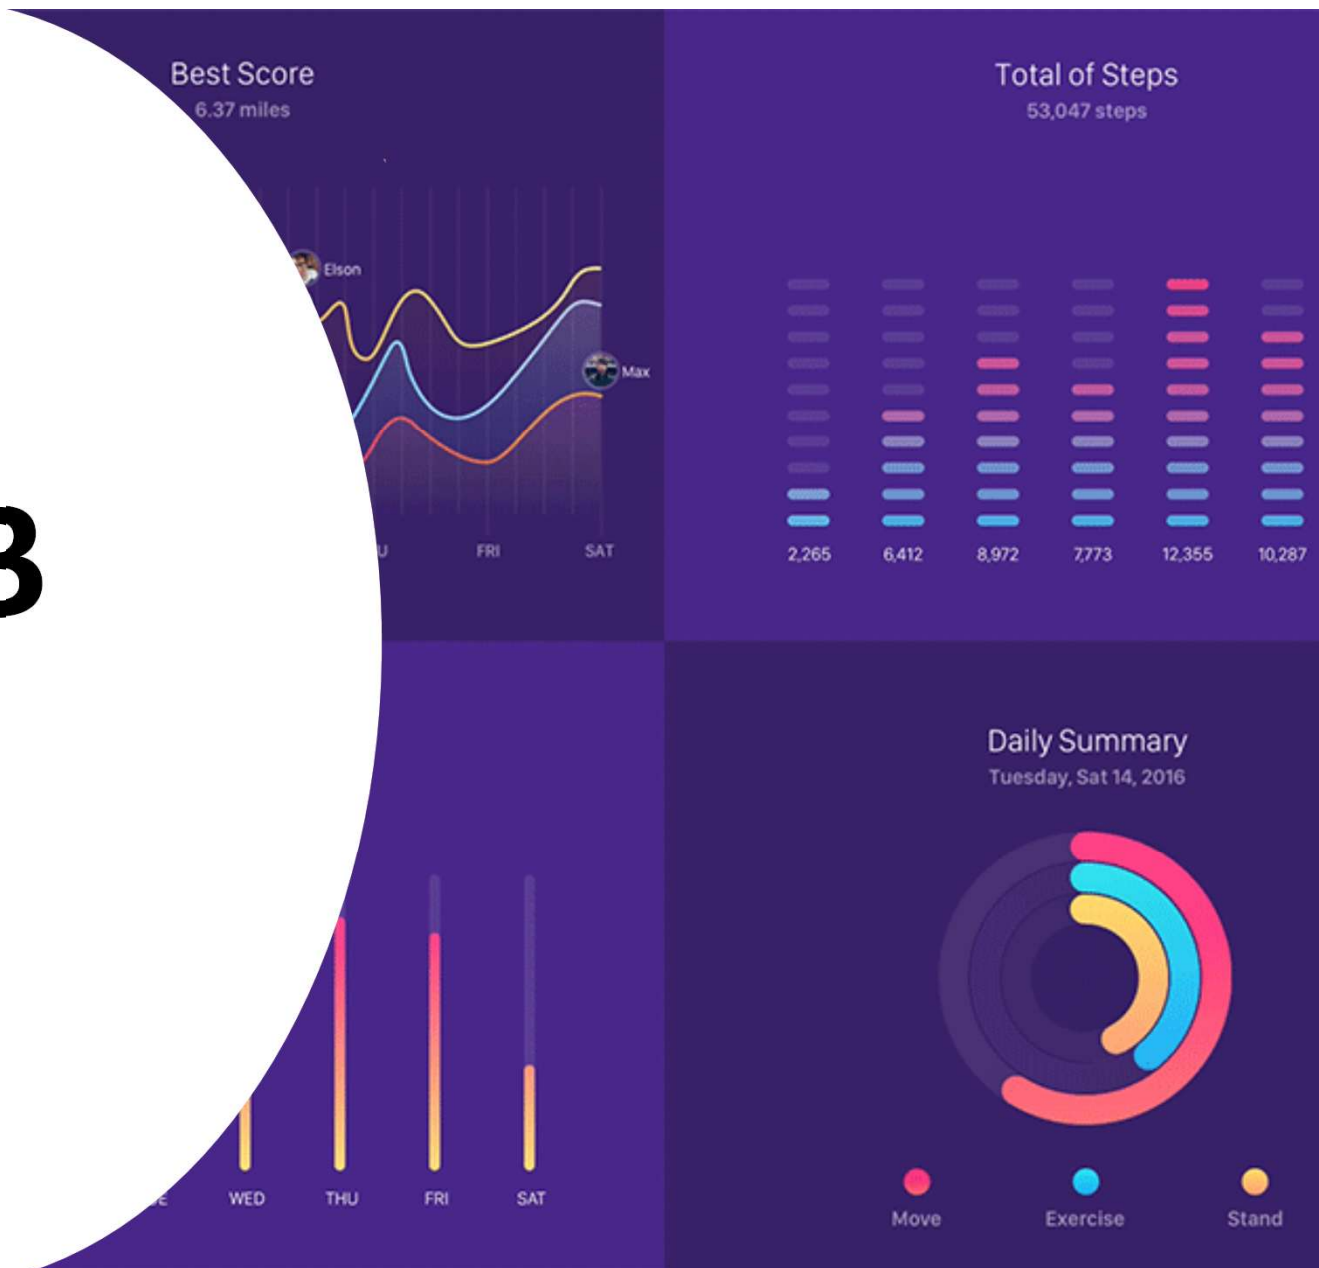 Best Score
6.37 miles
Elson
Max
FRI SAT
Total of Steps
53,047 steps
2,265 6,412 8,972 7,773 12,355 10,287
3
WED THU FRI SAT
Daily Summary
Tuesday, Sat 14, 2016
Move Exercise Stand